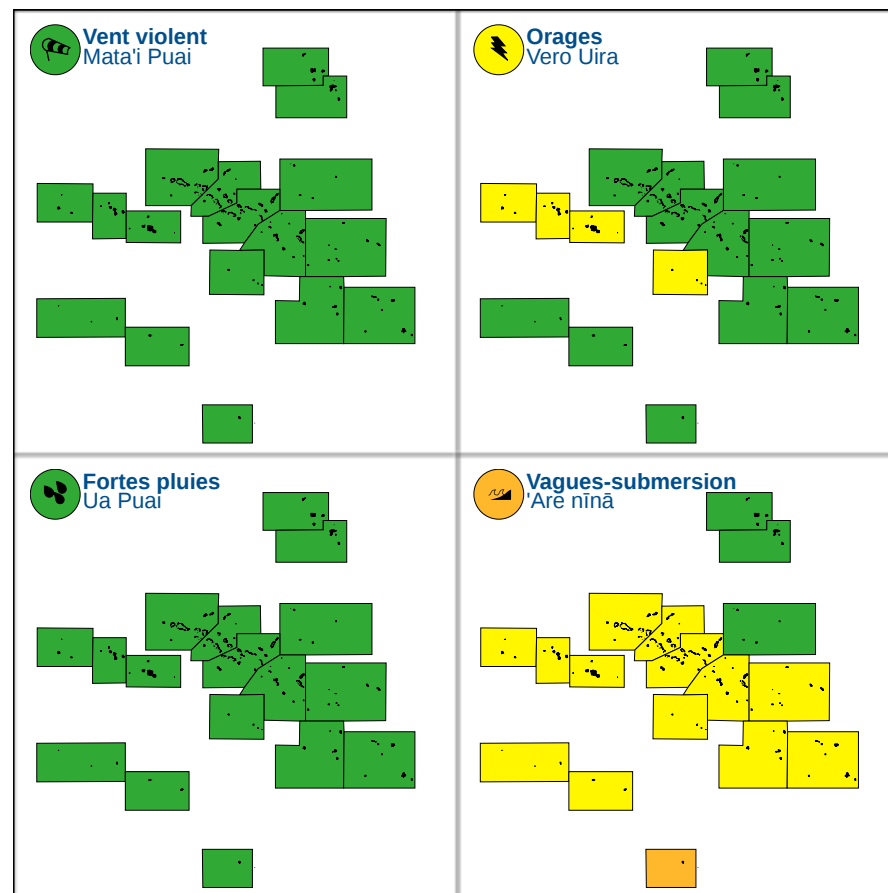 Vent violent
Mata'i Puai
Orages
Vero Uira
Fortes pluies
Ua Puai
Vagues-submersion
'Are nīnā